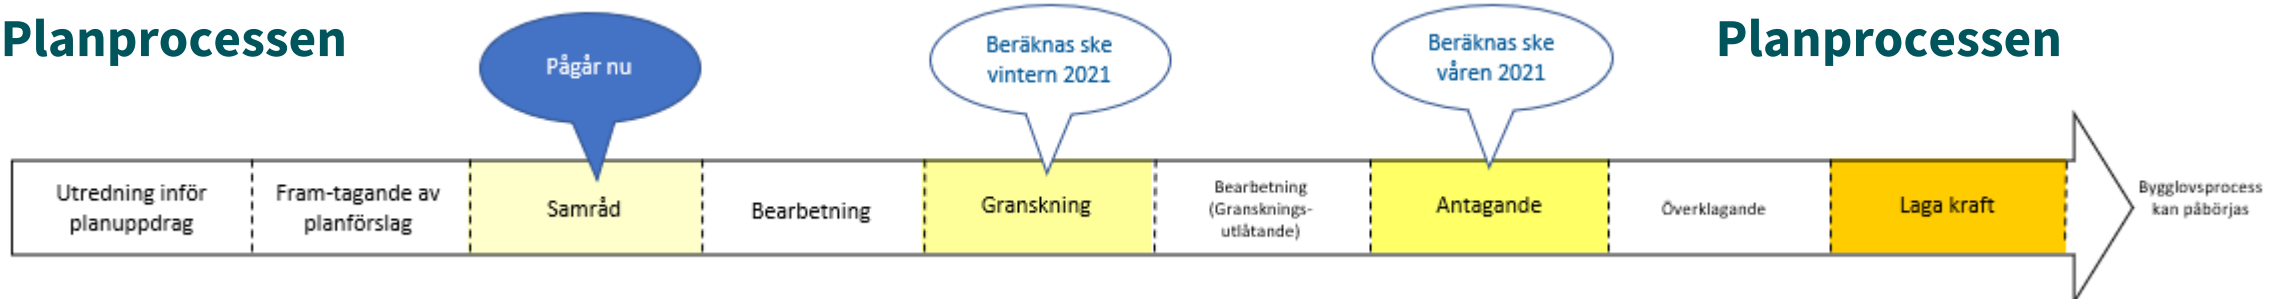 Planprocessen
Planprocessen
Pågår nu
Beräknas ske
vintern 2021
Beräknas ske
våren 2021
Utredning inför
planuppdrag
Fram-tagande av
planförslag
Samråd
Bearbetning
Granskning
Bearbetning
(Gransknings-
utlåtande)
Antagande
Överklagande
Laga kraft
Bygglovsprocess
kan påbörjas